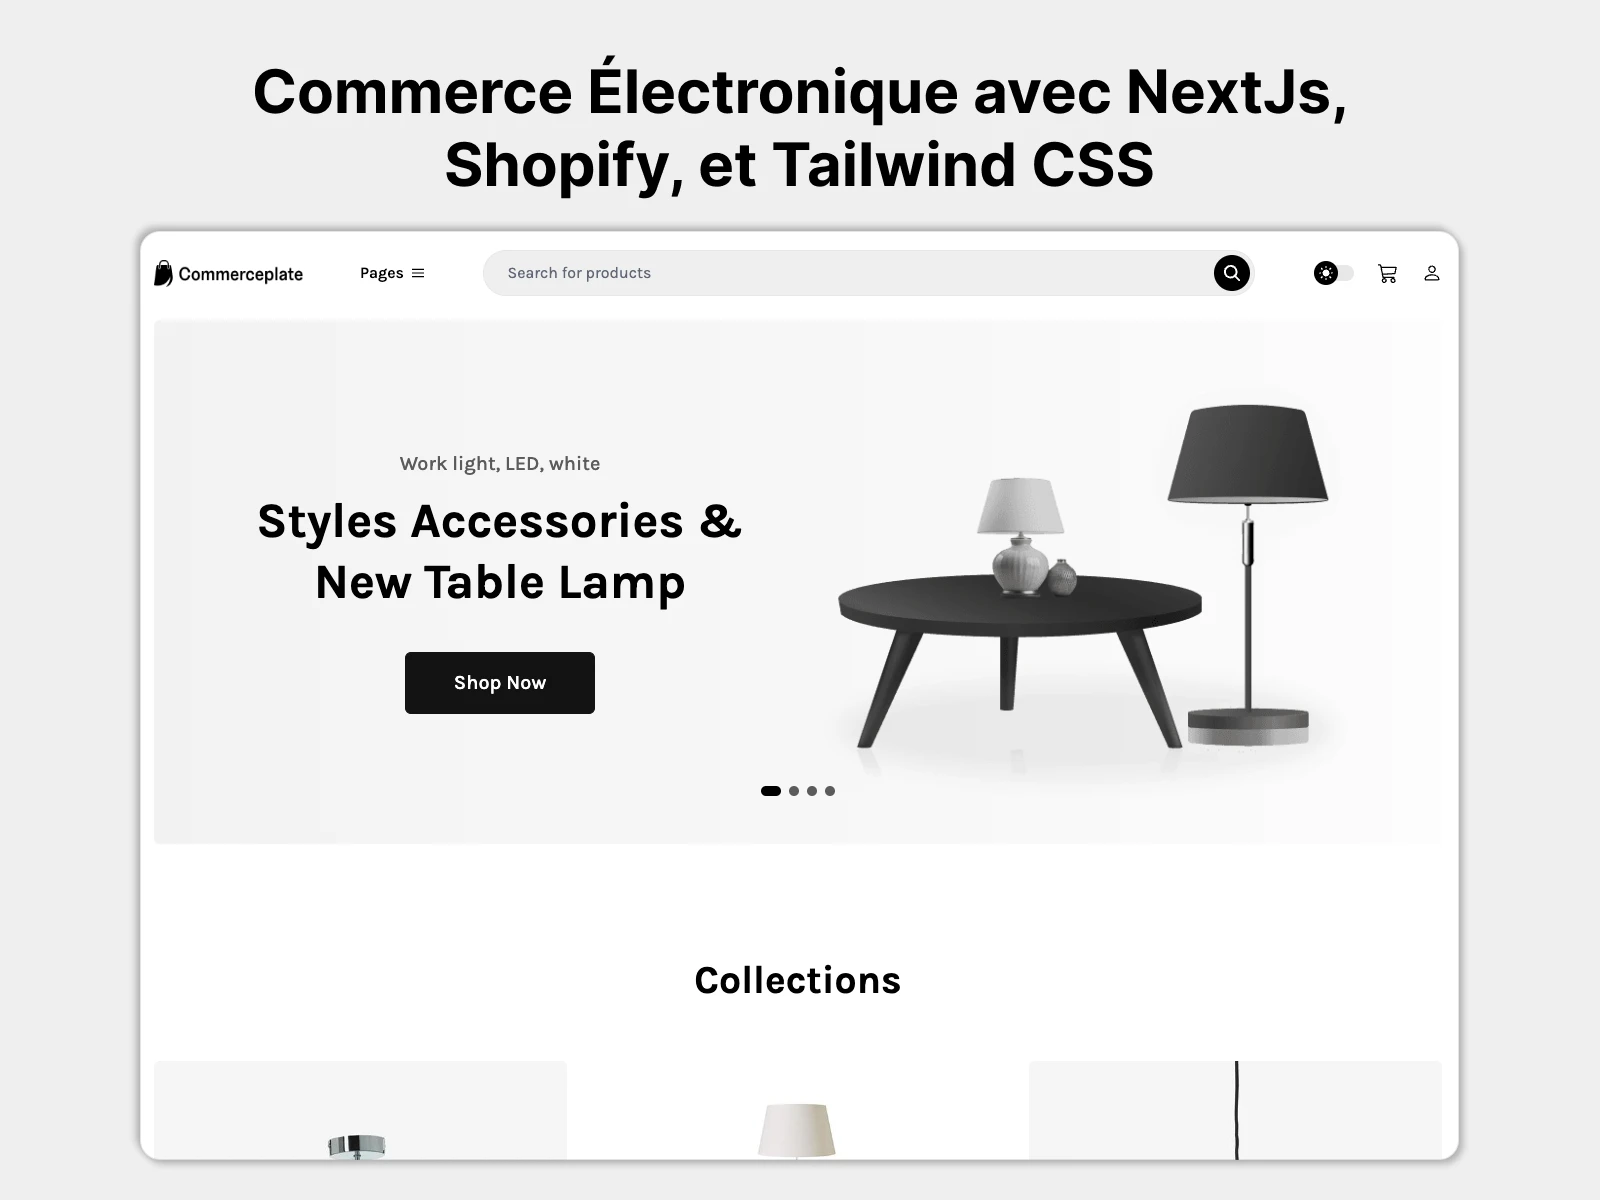 Commerce Électronique avec NextJs,
Shopify, et Tailwind CSS
Commerceplate
Pages
Search for products
Work light, LED, white
Styles Accessories &
New Table Lamp
Shop Now
Collections